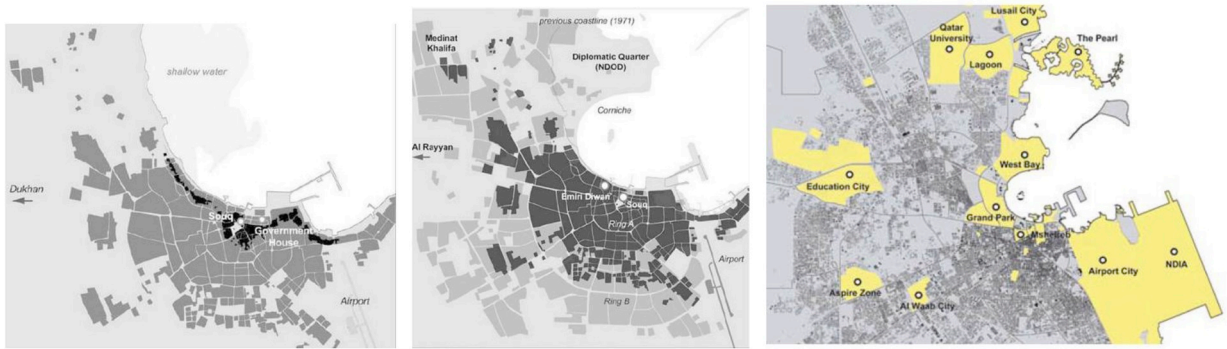 shallow water
Dukhan
Souq
Government
House
Airport
previous coastline (1971)
Medinat
Khalifa
Diplomatic Quarter
(NDOD)
Corniche
Al Rayyan
Emiri Diwan
Souq
Ring A
Airport
Ring B
Lusail City
Qatar
University
The Pearl
Lagoon
West Bay
Education City
Grand Park
Msheireb
Airport City
NDIA
Aspire Zone
Al Waab City